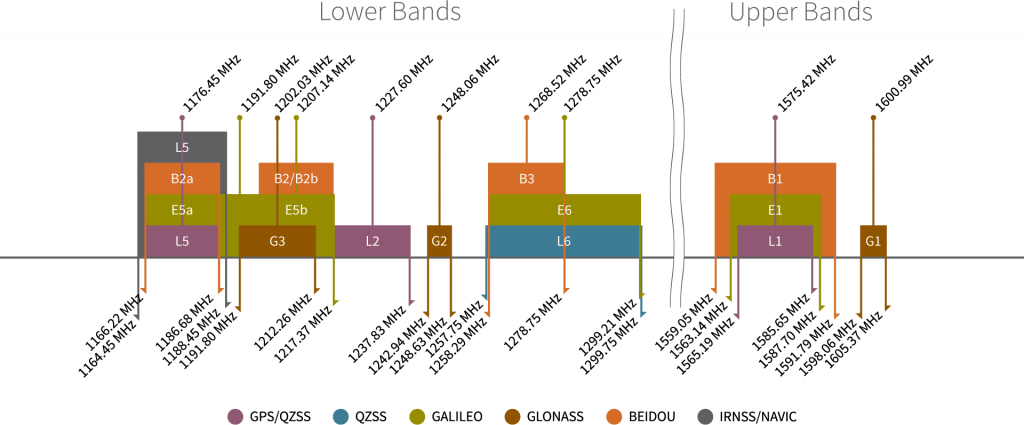 Lower Bands
Upper Bands
1176.45 MHz
1191.80 MHz
1202.03 MHz
1207.14 MHz
1227.60 MHz
1248.06 MHz
1268.52 MHz
1278.75 MHz
1575.42 MHz
1600.99 MHz
L5
B2a
B2/B2b
B3
B1
E5a
E5b
E6
E1
L5
G3
L2
G2
L6
L1
G1
1166.22 MHz
1164.45 MHz
1186.68 MHz
1188.45 MHz
1191.80 MHz
1212.26 MHz
1217.37 MHz
1237.83 MHz
1242.94 MHz
1248.63 MHz
1257.75 MHz
1258.29 MHz
1278.75 MHz
1299.21 MHz
1299.75 MHz
1559.05 MHz
1563.14 MHz
1565.19 MHz
1585.65 MHz
1587.70 MHz
1591.79 MHz
1598.06 MHz
1605.37 MHz
GPS/QZSS
QZSS
GALILEO
GLONASS
BEIDOU
IRNSS/NAVIC